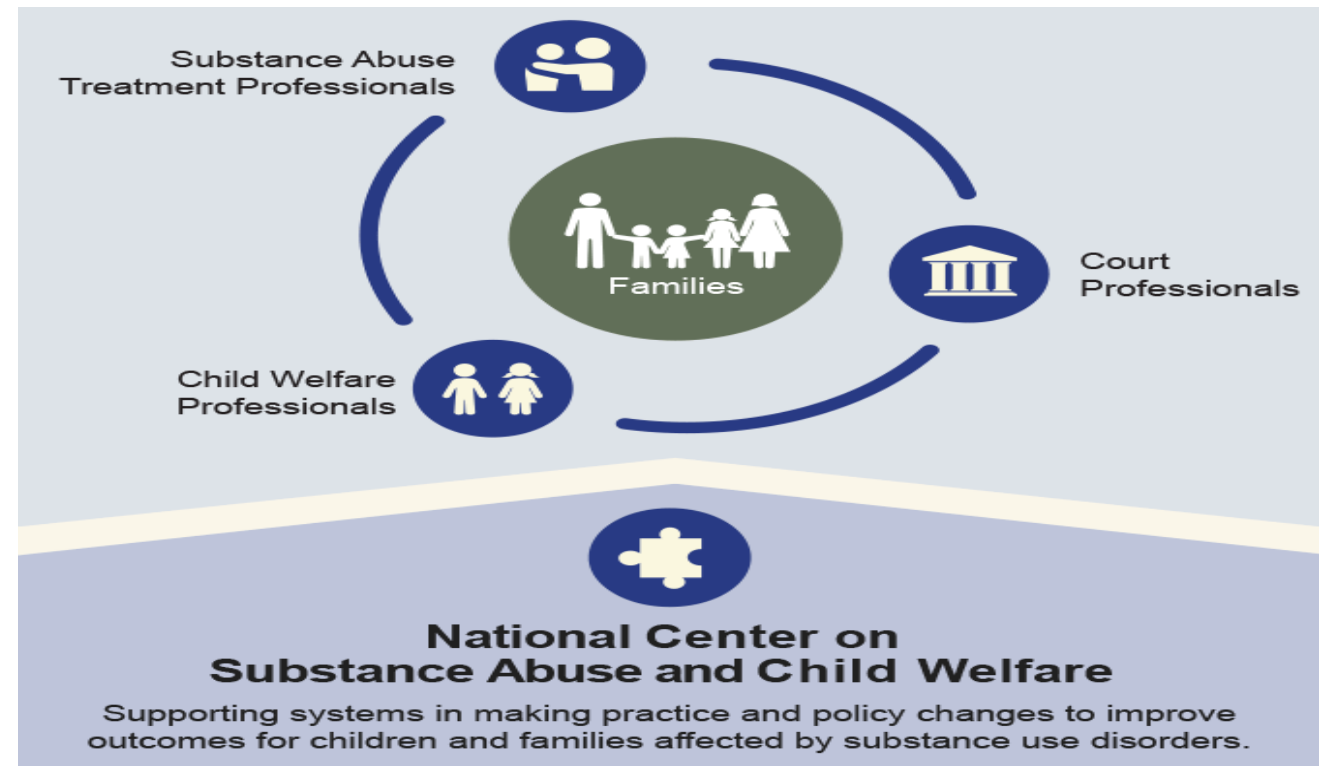 Substance Abuse
Treatment Professionals
Families
Court
Professionals
Child Welfare
Professionals
National Center on
Substance Abuse and Child Welfare
Supporting systems in making practice and policy changes to improve
outcomes for children and families affected by substance use disorders.